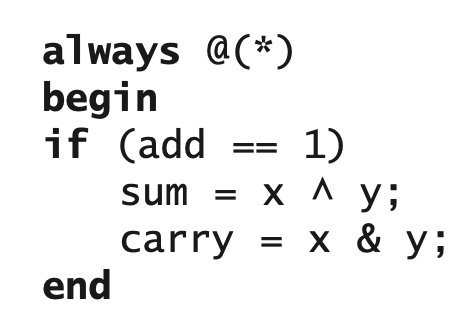 always @(*)
begin
if (add == 1)
    sum = x ^ y;
    carry = x & y;
end